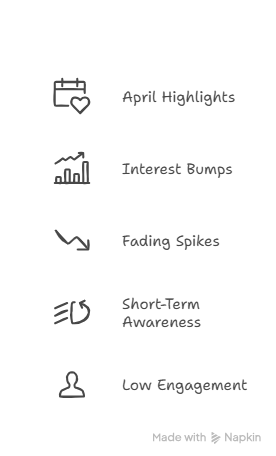 April Highlights
Interest Bumps
Fading Spikes
Short-Term
Awareness
Low Engagement
Made with Napkin